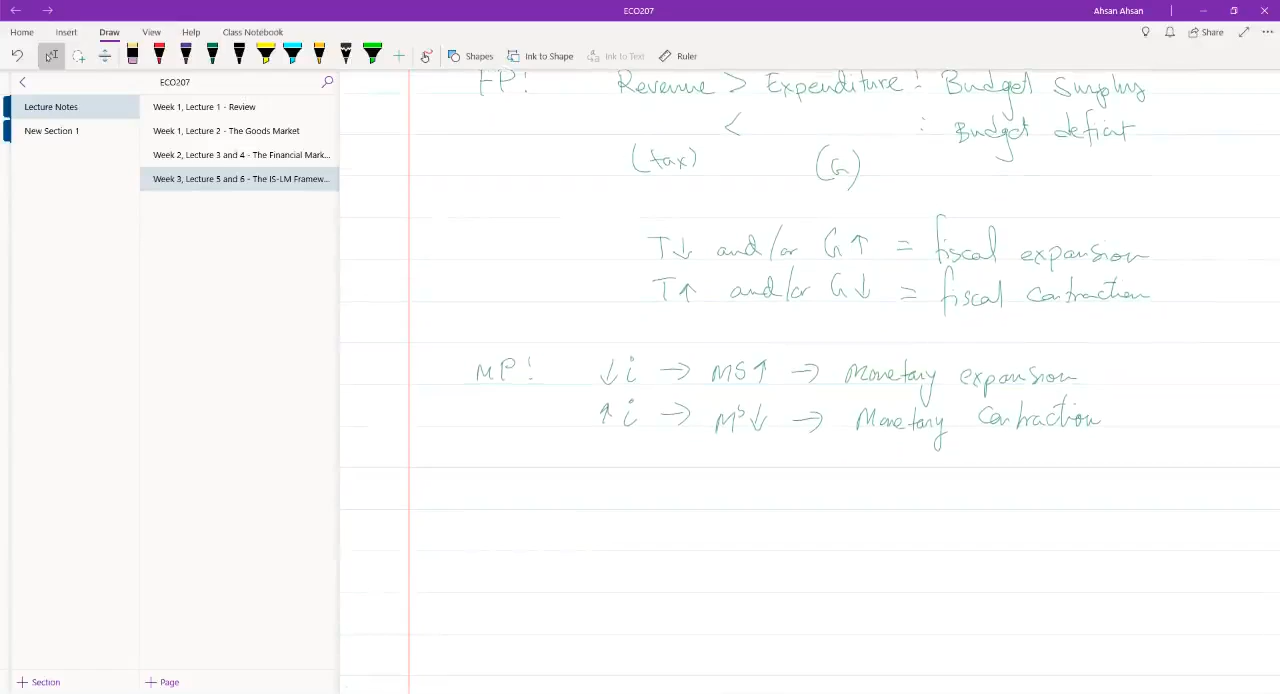 ECO207
Ahsan Ahsan
Home Insert Draw View Help Class Notebook
Share
Shapes Ink to Shape Ink to Text Ruler
ECO207
Lecture Notes
New Section 1
Week 1, Lecture 1 - Review
Week 1, Lecture 2 - The Goods Market
Week 2, Lecture 3 and 4 - The Financial Mark...
Week 3, Lecture 5 and 6 - The IS-LM Framew...
FP: Revenue > Expenditure : Budget Surplus
< : Budget deficit
(tax) (G)
T↓ and/or G↑ = fiscal expansion
T↑ and/or G↓ = fiscal contraction
MP: ↓i → MS↑ → Monetary expansion
↑i → Mˢ↓ → Monetary contraction
+ Section
+ Page